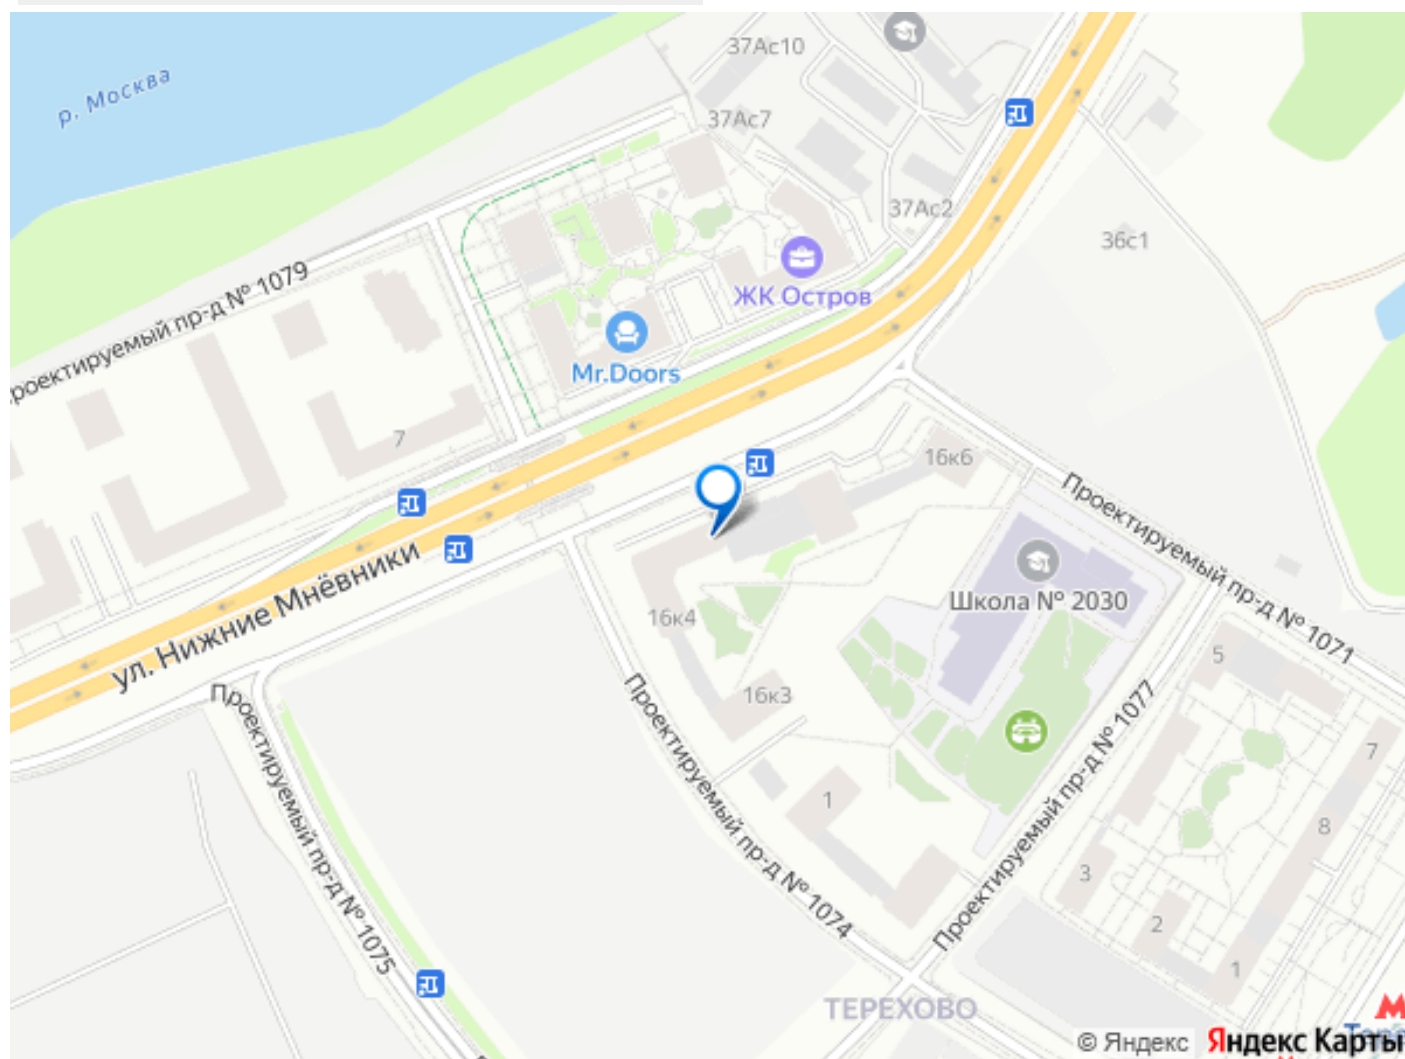 37Ас10
р. Москва
37Ас7
37Ас2
36с1
ЖК Остров
Проектируемый пр-д № 1079
Mr.Doors
7
16к6
Проектируемый пр-д № 1071
ул. Нижние Мнёвники
Школа № 2030
16к4
16к3
5
Проектируемый пр-д № 1075
Проектируемый пр-д № 1074
Проектируемый пр-д № 1077
7
1
8
3
2
1
ТЕРЕХОВО
© Яндекс Яндекс Карты